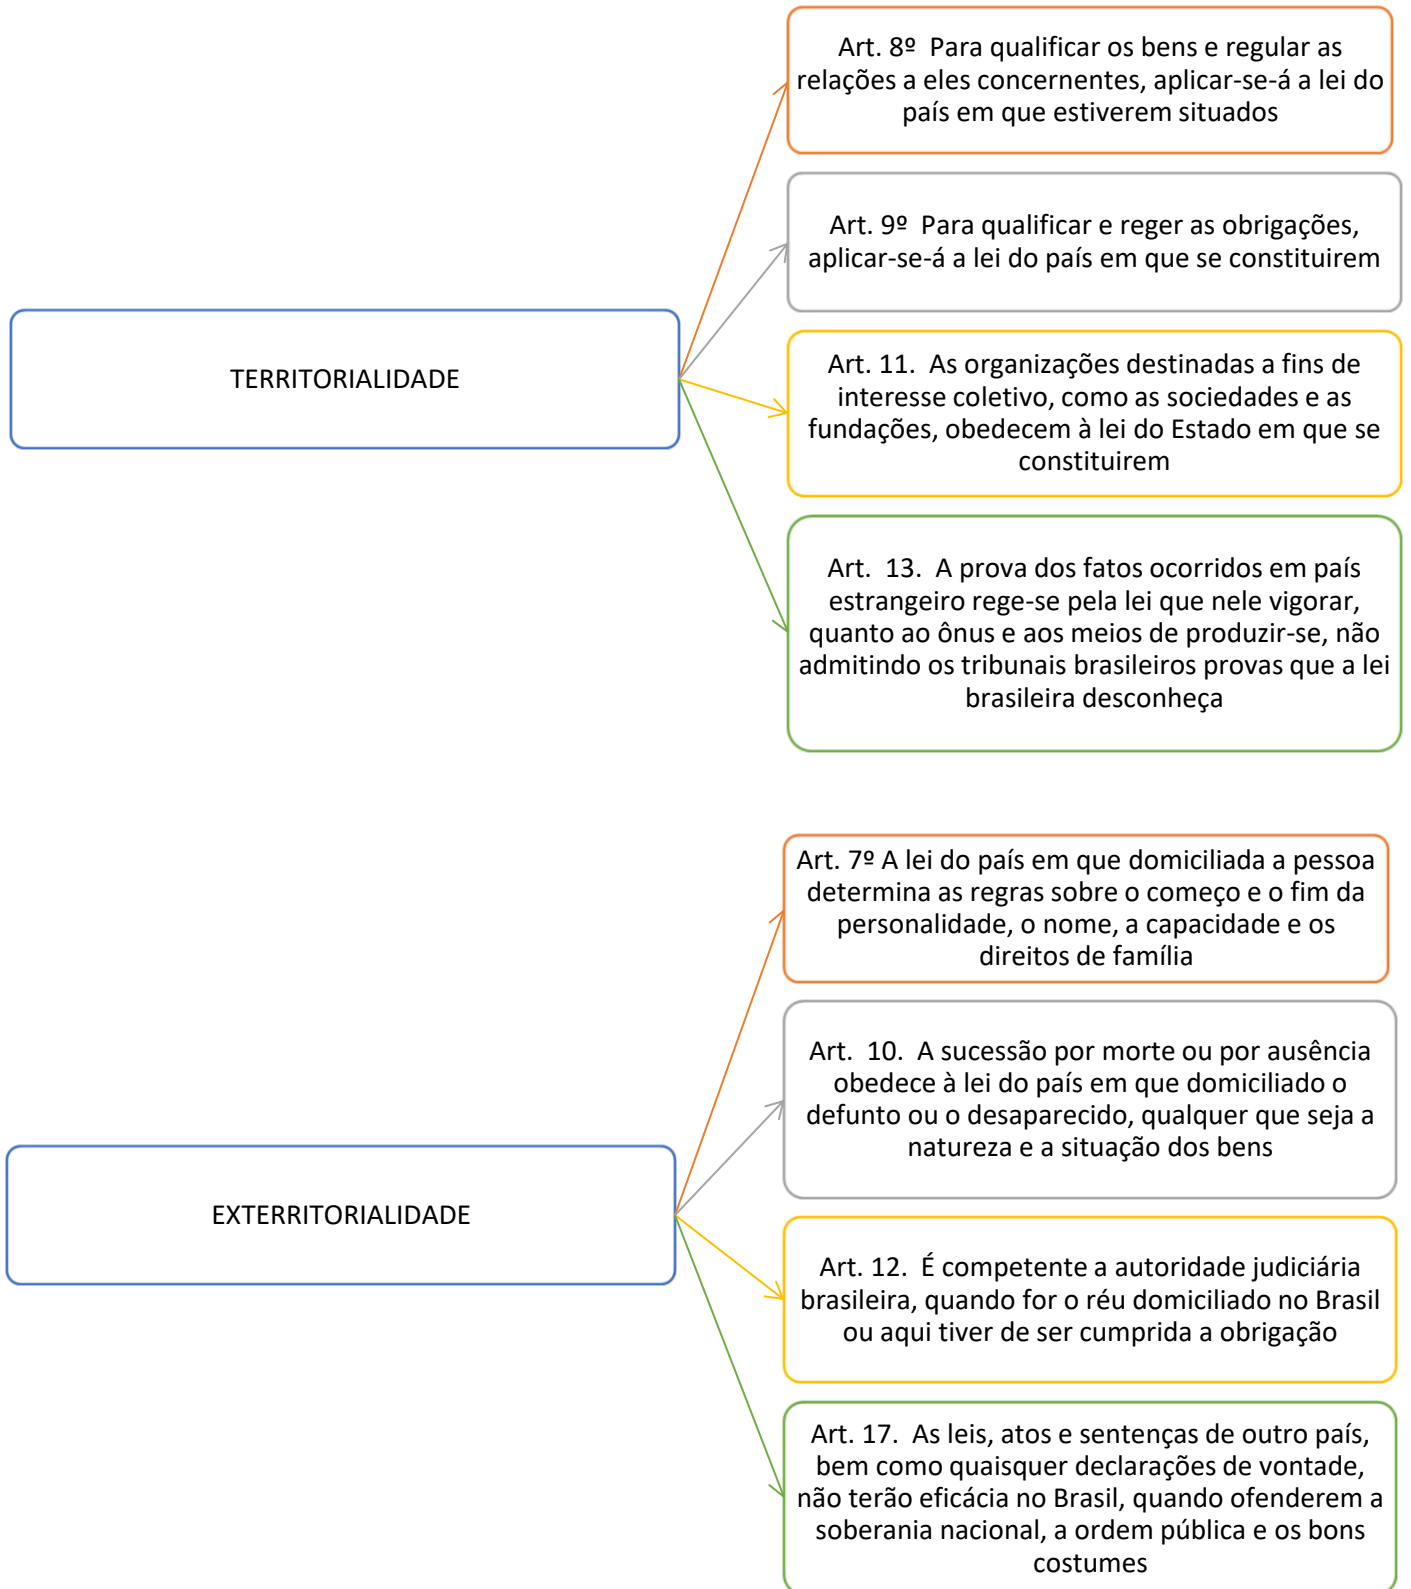 Art. 8º  Para qualificar os bens e regular as
relações a eles concernentes, aplicar-se-á a lei do
país em que estiverem situados
Art. 9º  Para qualificar e reger as obrigações,
aplicar-se-á a lei do país em que se constituirem
TERRITORIALIDADE
Art. 11.  As organizações destinadas a fins de
interesse coletivo, como as sociedades e as
fundações, obedecem à lei do Estado em que se
constituirem
Art.  13.  A prova dos fatos ocorridos em país
estrangeiro rege-se pela lei que nele vigorar,
quanto ao ônus e aos meios de produzir-se, não
admitindo os tribunais brasileiros provas que a lei
brasileira desconheça
Art. 7º A lei do país em que domiciliada a pessoa
determina as regras sobre o começo e o fim da
personalidade, o nome, a capacidade e os
direitos de família
Art.  10.  A sucessão por morte ou por ausência
obedece à lei do país em que domiciliado o
defunto ou o desaparecido, qualquer que seja a
natureza e a situação dos bens
EXTERRITORIALIDADE
Art. 12.  É competente a autoridade judiciária
brasileira, quando for o réu domiciliado no Brasil
ou aqui tiver de ser cumprida a obrigação
Art. 17.  As leis, atos e sentenças de outro país,
bem como quaisquer declarações de vontade,
não terão eficácia no Brasil, quando ofenderem a
soberania nacional, a ordem pública e os bons
costumes